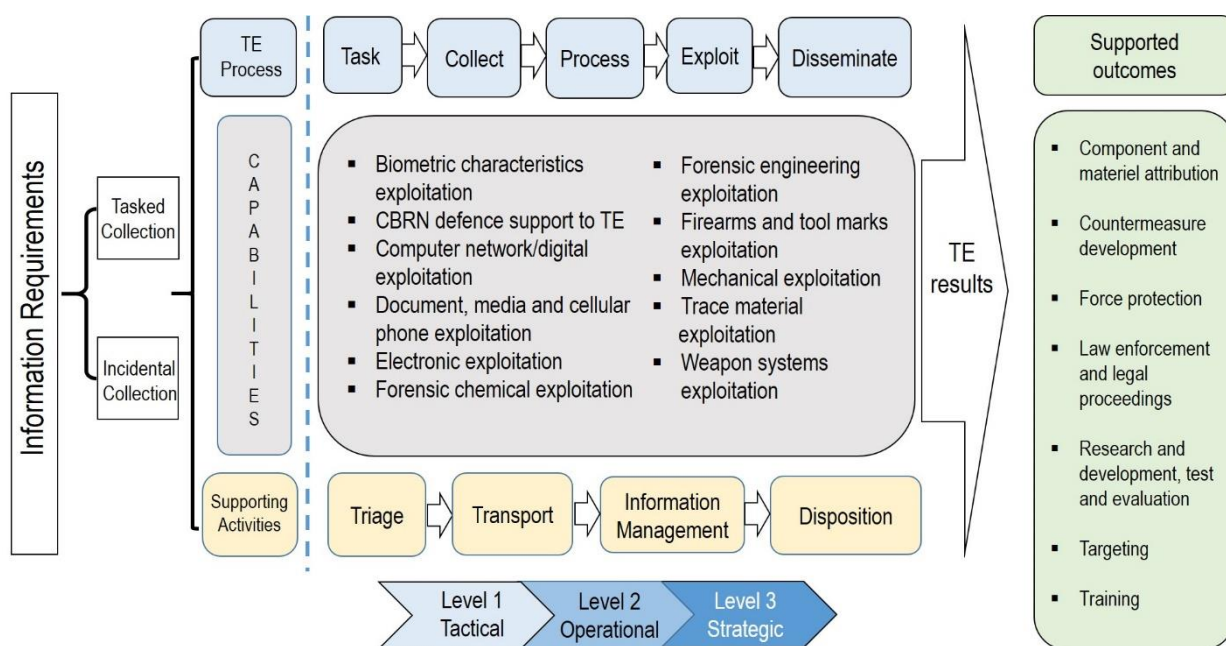 Information Requirements
Tasked
Collection
Incidental
Collection
TE
Process
CAPABILITIES
Supporting
Activities
Task
Collect
Process
Exploit
Disseminate
▪ Biometric characteristics
exploitation
▪ CBRN defence support to TE
▪ Computer network/digital
exploitation
▪ Document, media and cellular
phone exploitation
▪ Electronic exploitation
▪ Forensic chemical exploitation
▪ Forensic engineering
exploitation
▪ Firearms and tool marks
exploitation
▪ Mechanical exploitation
▪ Trace material
exploitation
▪ Weapon systems
exploitation
Triage
Transport
Information
Management
Disposition
Level 1
Tactical
Level 2
Operational
Level 3
Strategic
TE
results
Supported
outcomes
▪ Component and
materiel attribution
▪ Countermeasure
development
▪ Force protection
▪ Law enforcement
and legal
proceedings
▪ Research and
development, test
and evaluation
▪ Targeting
▪ Training